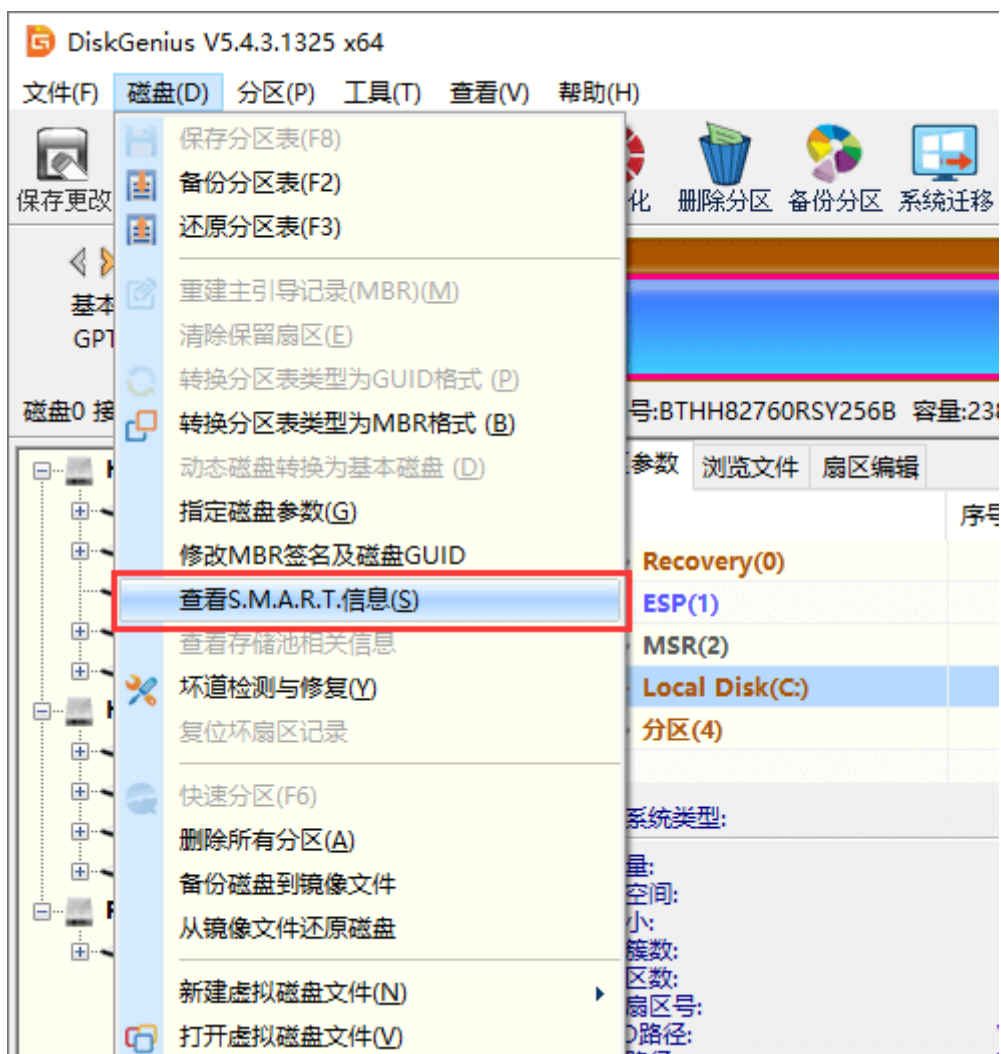 DiskGenius V5.4.3.1325 x64
文件(F) 磁盘(D) 分区(P) 工具(T) 查看(V) 帮助(H)
保存更改
化 删除分区 备份分区 系统迁移
保存分区表(F8)
备份分区表(F2)
还原分区表(F3)
基本
GPT
重建主引导记录(MBR)(M)
清除保留扇区(E)
转换分区表类型为GUID格式 (P)
磁盘0 接
转换分区表类型为MBR格式 (B)
号:BTHH82760RSY256B 容量:238
动态磁盘转换为基本磁盘 (D)
参数 浏览文件 扇区编辑
指定磁盘参数(G)
序号
修改MBR签名及磁盘GUID
Recovery(0)
查看S.M.A.R.T.信息(S)
ESP(1)
查看存储池相关信息
MSR(2)
坏道检测与修复(Y)
Local Disk(C:)
复位坏扇区记录
分区(4)
快速分区(F6)
系统类型:
删除所有分区(A)
量:
备份磁盘到镜像文件
空间:
从镜像文件还原磁盘
小:
簇数:
区数:
新建虚拟磁盘文件(N)
扇区号:
打开虚拟磁盘文件(V)
D路径: